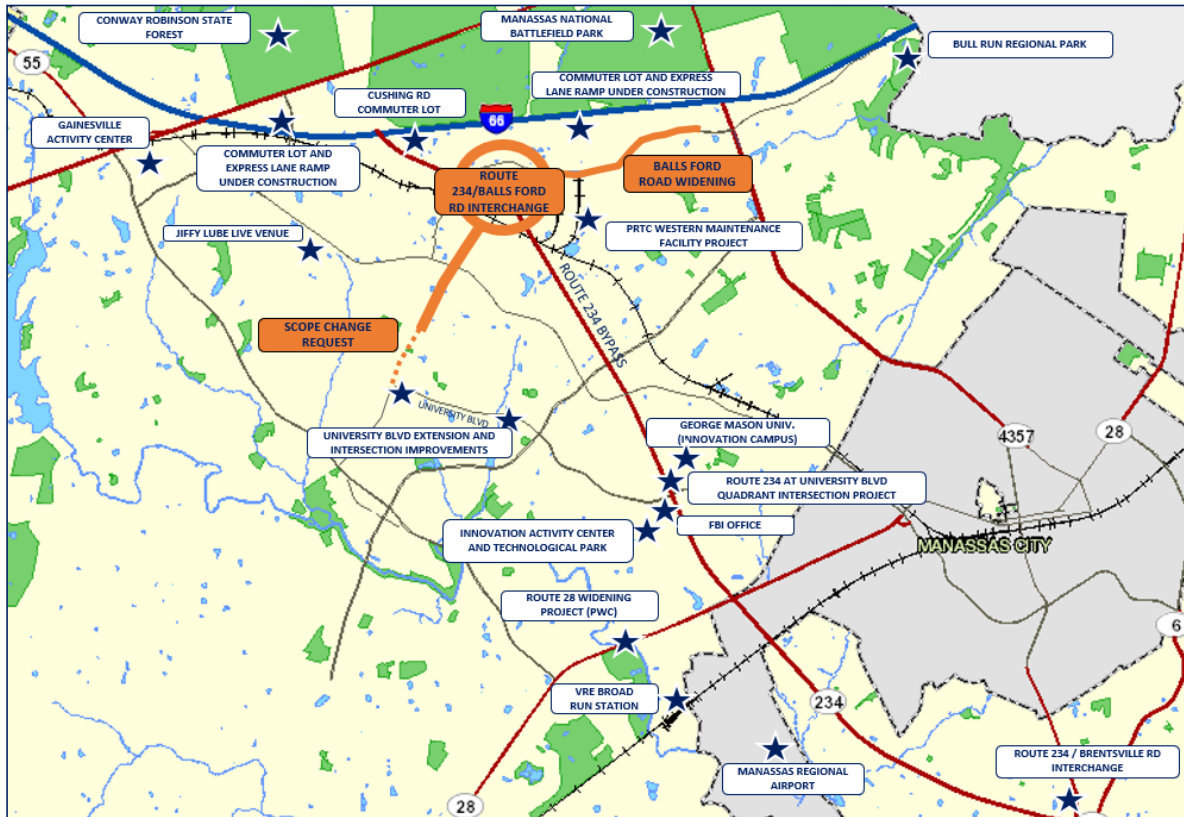 CONWAY ROBINSON STATE
FOREST
MANASSAS NATIONAL
BATTLEFIELD PARK
BULL RUN REGIONAL PARK
55
CUSHING RD
COMMUTER LOT
COMMUTER LOT AND EXPRESS
LANE RAMP UNDER CONSTRUCTION
66
GAINESVILLE
ACTIVITY CENTER
COMMUTER LOT AND
EXPRESS LANE RAMP
UNDER CONSTRUCTION
ROUTE
234/BALLS FORD
RD INTERCHANGE
BALLS FORD
ROAD WIDENING
JIFFY LUBE LIVE VENUE
PRTC WESTERN MAINTENANCE
FACILITY PROJECT
ROUTE 234 BYPASS
SCOPE CHANGE
REQUEST
UNIVERSITY BLVD
UNIVERSITY BLVD EXTENSION AND
INTERSECTION IMPROVEMENTS
GEORGE MASON UNIV.
(INNOVATION CAMPUS)
4357
28
ROUTE 234 AT UNIVERSITY BLVD
QUADRANT INTERSECTION PROJECT
FBI OFFICE
INNOVATION ACTIVITY CENTER
AND TECHNOLOGICAL PARK
MANASSAS CITY
ROUTE 28 WIDENING
PROJECT (PWC)
6
VRE BROAD
RUN STATION
234
MANASSAS REGIONAL
AIRPORT
ROUTE 234 / BRENTSVILLE RD
INTERCHANGE
28